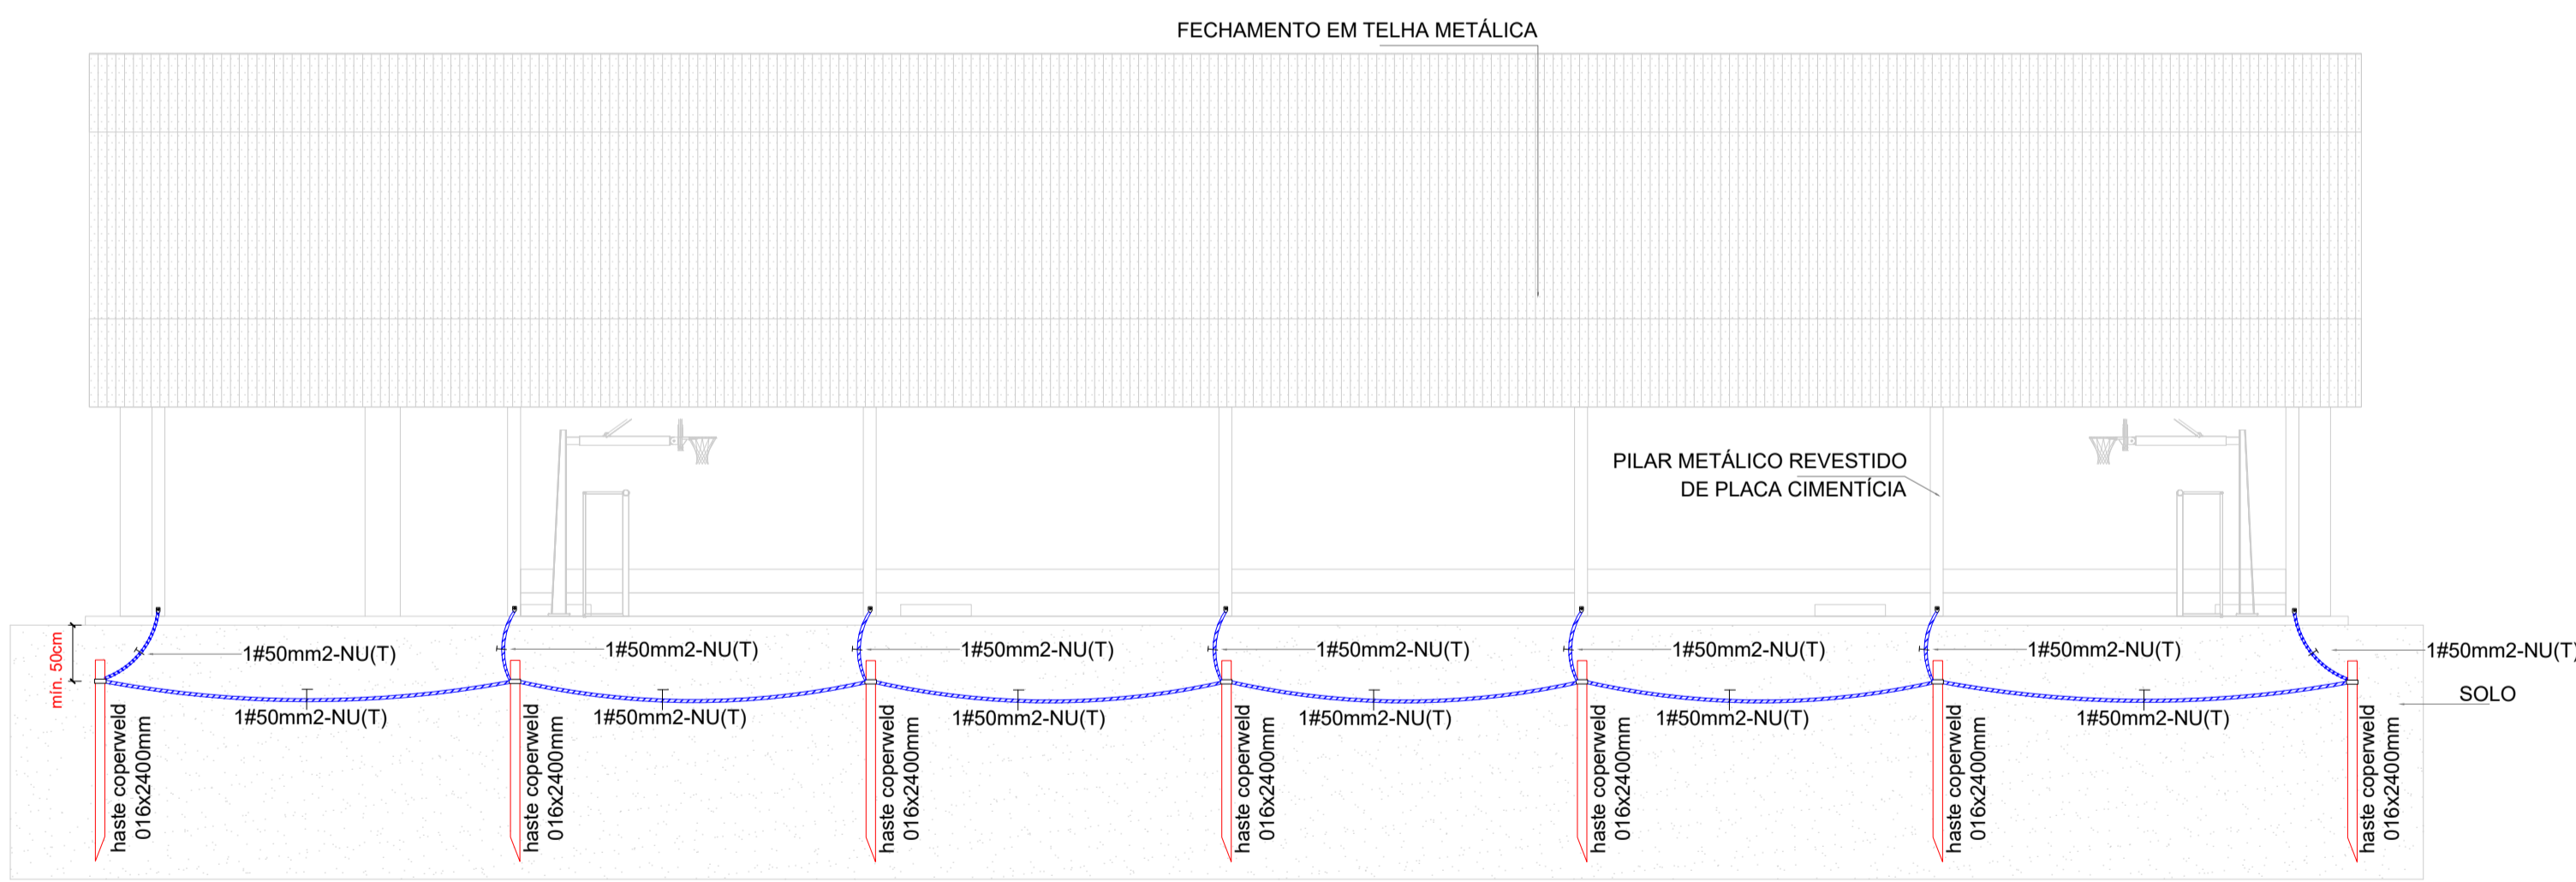 FECHAMENTO EM TELHA METÁLICA
PILAR METÁLICO REVESTIDO
DE PLACA CIMENTÍCIA
mín. 50cm
1#50mm2-NU(T)
1#50mm2-NU(T)
1#50mm2-NU(T)
1#50mm2-NU(T)
1#50mm2-NU(T)
1#50mm2-NU(T)
1#50mm2-NU(T)
SOLO
1#50mm2-NU(T)
1#50mm2-NU(T)
1#50mm2-NU(T)
1#50mm2-NU(T)
1#50mm2-NU(T)
1#50mm2-NU(T)
haste coperweld
016x2400mm
haste coperweld
016x2400mm
haste coperweld
016x2400mm
haste coperweld
016x2400mm
haste coperweld
016x2400mm
haste coperweld
016x2400mm
haste coperweld
016x2400mm